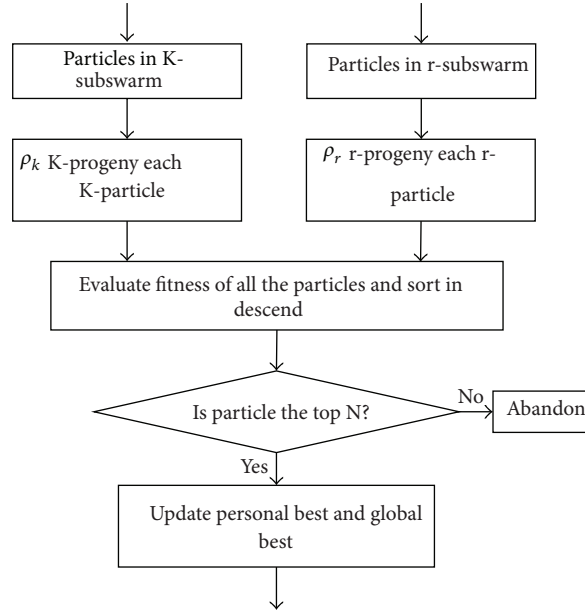 Particles in K-
subswarm
Particles in r-subswarm
ρk K-progeny each
K-particle
ρr r-progeny each r-
particle
Evaluate fitness of all the particles and sort in
descend
Is particle the top N?
No
Abandon
Yes
Update personal best and global
best